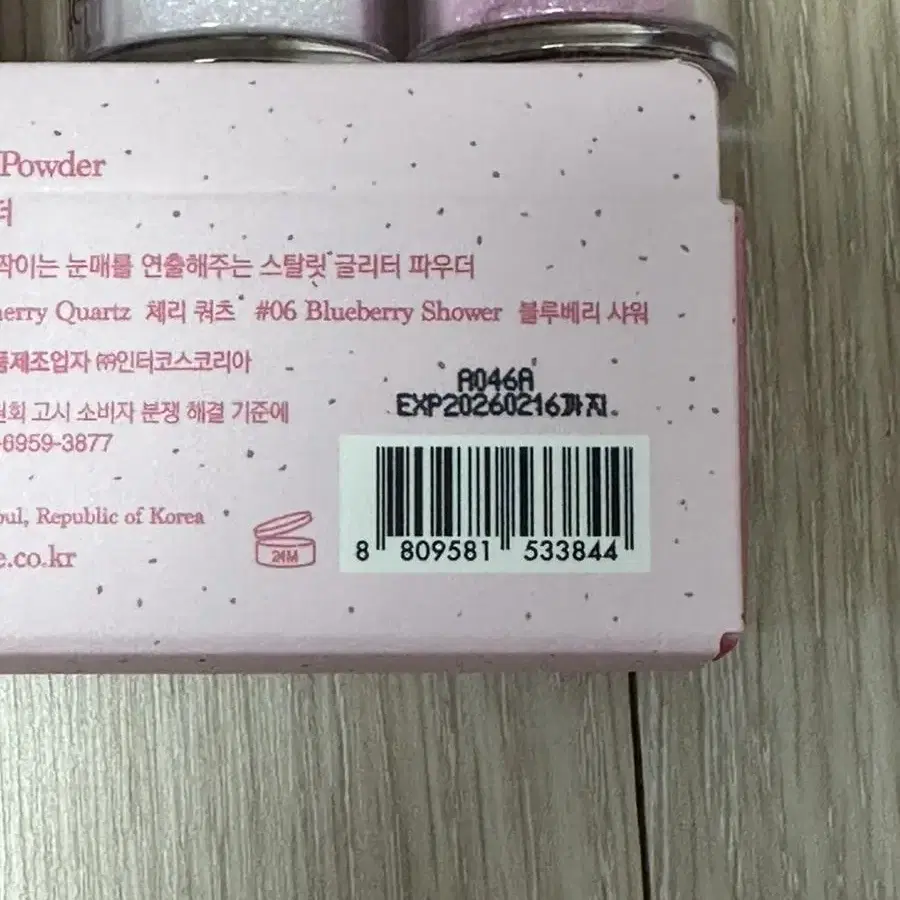 Powder
더
짝이는 눈매를 연출해주는 스탈릿 글리터 파우더
herry Quartz 체리 쿼츠 #06 Blueberry Shower 블루베리 샤워
품제조업자 ㈜인터코스코리아
A046A
EXP20260216까지.
원회 고시 소비자 분쟁 해결 기준에
-6959-3877
oul, Republic of Korea
e.co.kr
24M
8 809581 533844